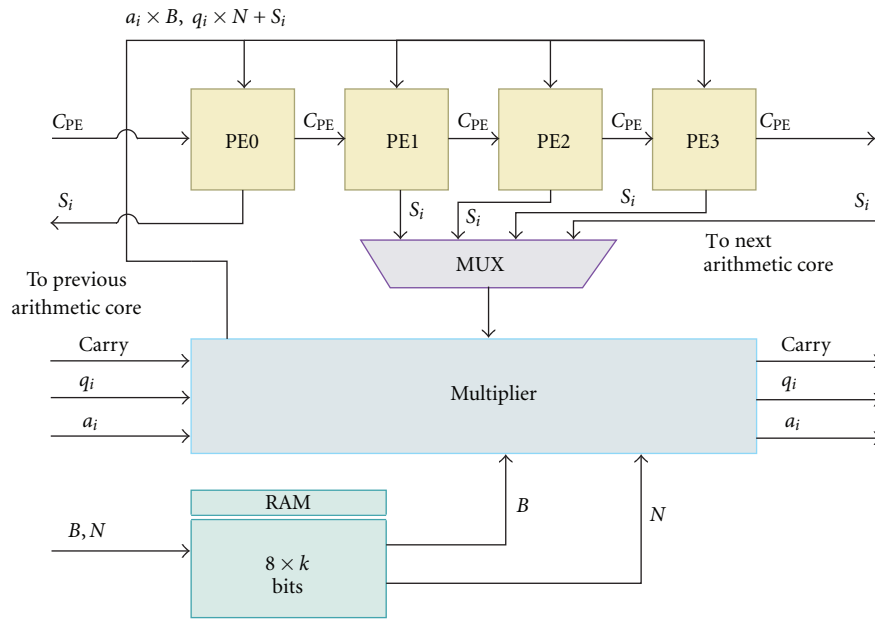 a_i × B, q_i × N + S_i
C_PE
PE0
C_PE
PE1
C_PE
PE2
C_PE
PE3
C_PE
S_i
S_i
S_i
S_i
S_i
MUX
To next
arithmetic core
To previous
arithmetic core
Carry
q_i
a_i
Multiplier
Carry
q_i
a_i
B, N
RAM
8 × k
bits
B
N